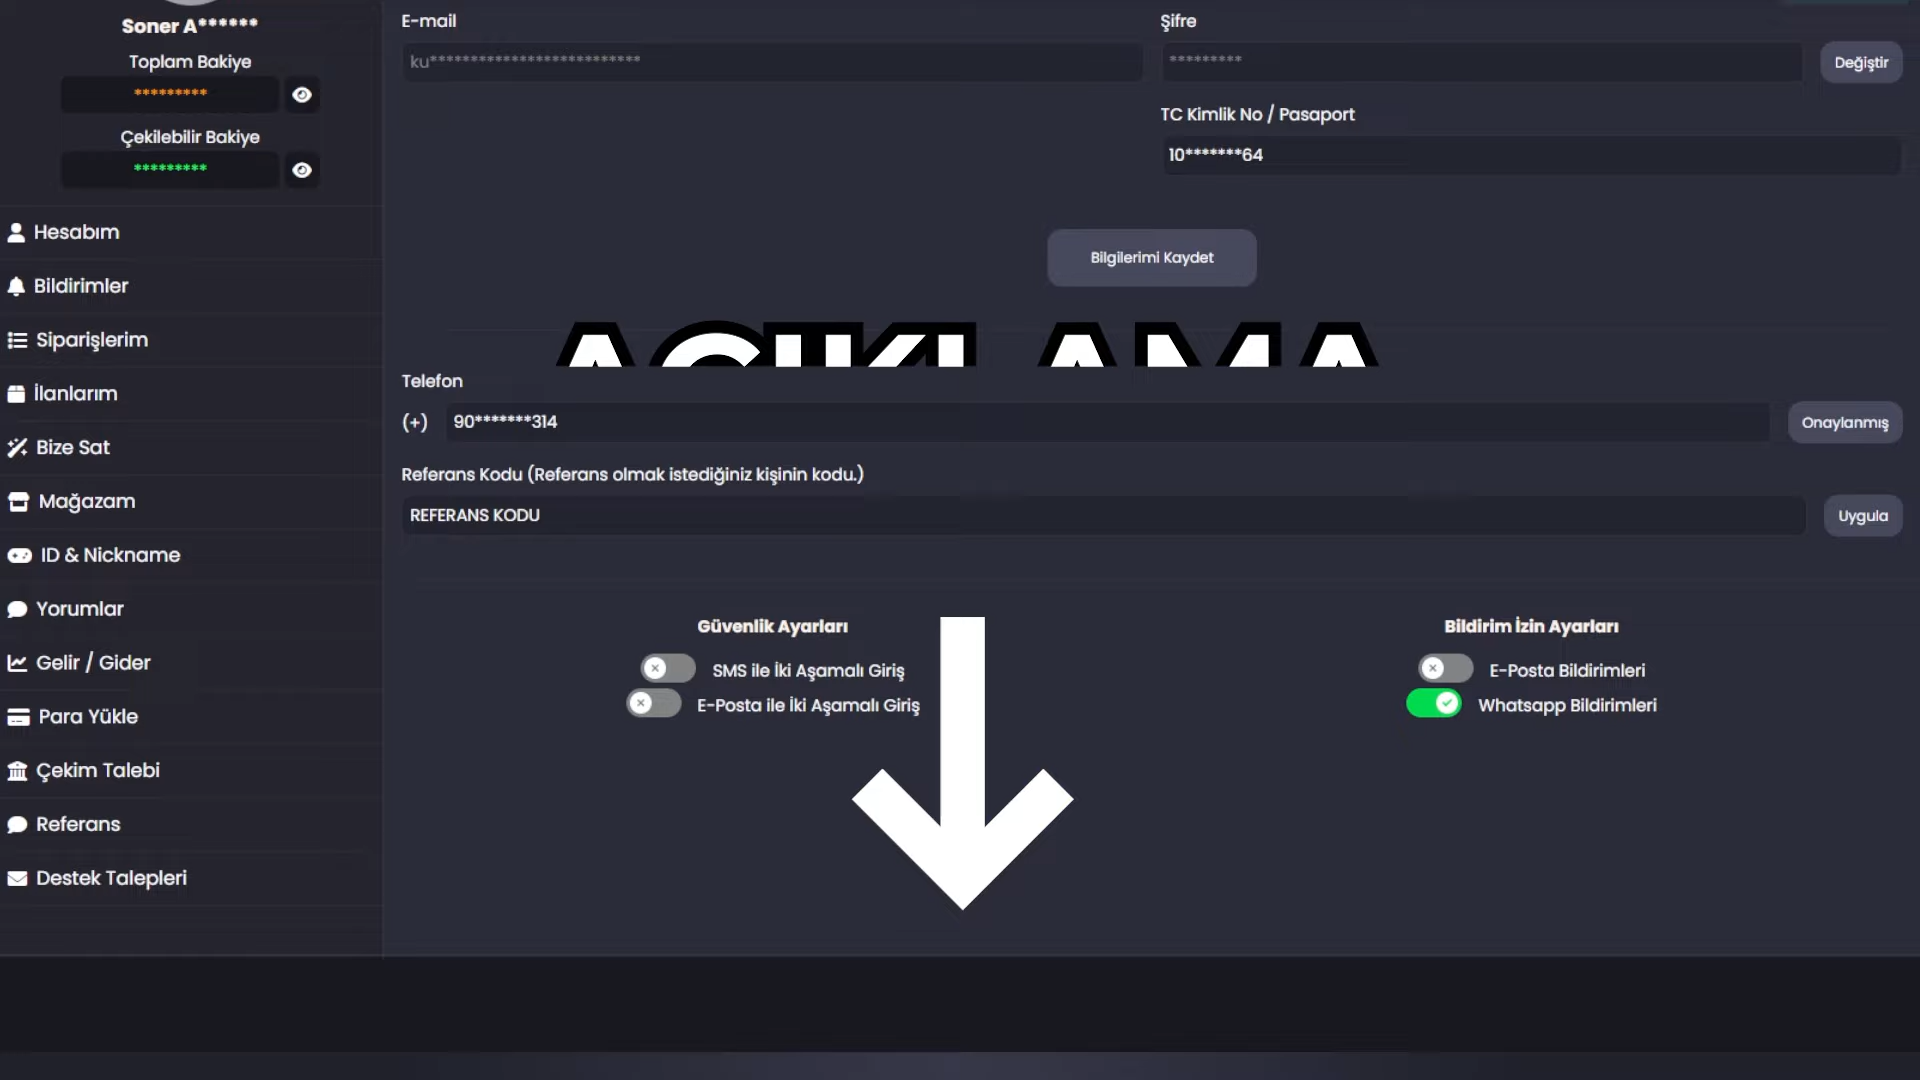 Soner A******
Toplam Bakiye
*********
Çekilebilir Bakiye
*********
Hesabım
Bildirimler
Siparişlerim
İlanlarım
Bize Sat
Mağazam
ID & Nickname
Yorumlar
Gelir / Gider
Para Yükle
Çekim Talebi
Referans
Destek Talepleri
E-mail
ku**************************
Şifre
*********
Değiştir
TC Kimlik No / Pasaport
10*******64
Bilgilerimi Kaydet
AÇIKLAMA
Telefon
(+) 90*******314
Onaylanmış
Referans Kodu (Referans olmak istediğiniz kişinin kodu.)
REFERANS KODU
Uygula
Güvenlik Ayarları
SMS ile İki Aşamalı Giriş
E-Posta ile İki Aşamalı Giriş
Bildirim İzin Ayarları
E-Posta Bildirimleri
Whatsapp Bildirimleri